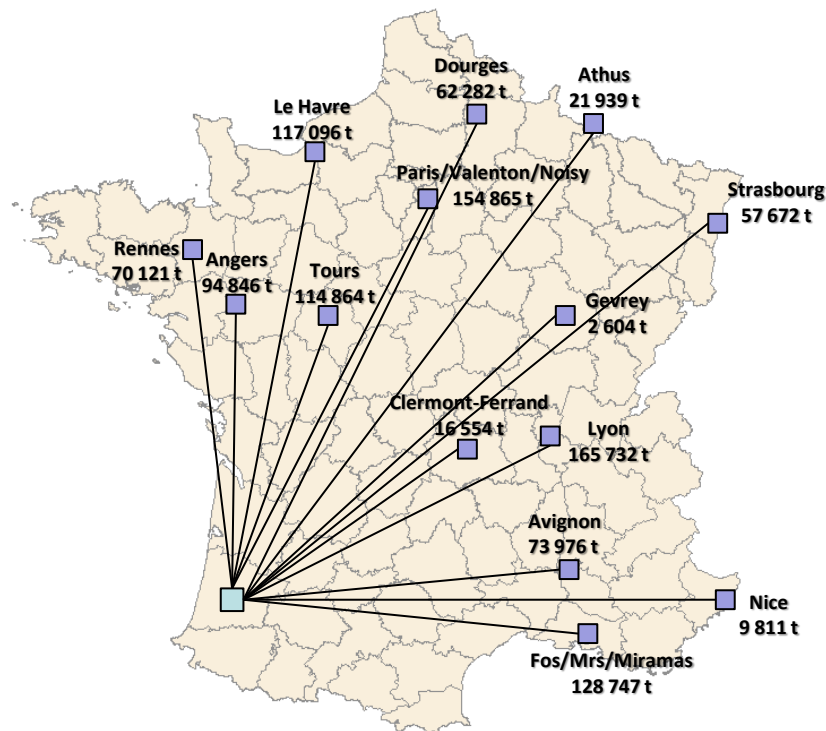 Dourges
62 282 t
Athus
21 939 t
Le Havre
117 096 t
Paris/Valenton/Noisy
154 865 t
Strasbourg
57 672 t
Rennes
70 121 t
Angers
94 846 t
Tours
114 864 t
Gevrey
2 604 t
Clermont-Ferrand
16 554 t
Lyon
165 732 t
Avignon
73 976 t
Nice
9 811 t
Fos/Mrs/Miramas
128 747 t